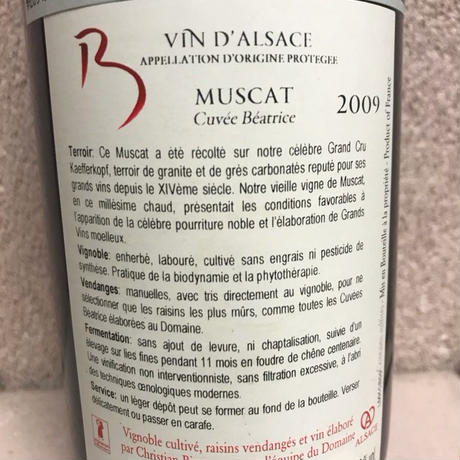 B
VIN D'ALSACE
APPELLATION D'ORIGINE PROTEGEE
MUSCAT
2009
Cuvée Béatrice
Terroir: Ce Muscat a été récolté sur notre célèbre Grand Cru
Kaefferkopf, terroir de granite et de grès carbonatés reputé pour ses
grands vins depuis le XIVème siècle. Notre vieille vigne de Muscat,
en ce millésime chaud, présentait les conditions favorables à
l'apparition de la célèbre pourriture noble et l'élaboration de Grands
Vins moelleux.
Vignoble: enherbé, labouré, cultivé sans engrais ni pesticide de
synthèse. Pratique de la biodynamie et la phytothérapie.
Vendanges: manuelles, avec tris directement au vignoble, pour ne
sélectionner que les raisins les plus mûrs, comme toutes les Cuvées
Béatrice élaborées au Domaine.
Fermentation: sans ajout de levure, ni chaptalisation, suivie d'un
élevage sur lies fines pendant 11 mois en foudre de chêne centenaire.
Une vinification non interventionniste, sans filtration excessive, à l'abri
des techniques œnologiques modernes.
Service: un léger dépôt peut se former au fond de la bouteille. Verser
délicatement ou passer en carafe.
Vignoble cultivé, raisins vendangés et vin élaboré
par Christian l'équipe du Domaine
ALSACE
Mis en Bouteille à la propriété - Product of France